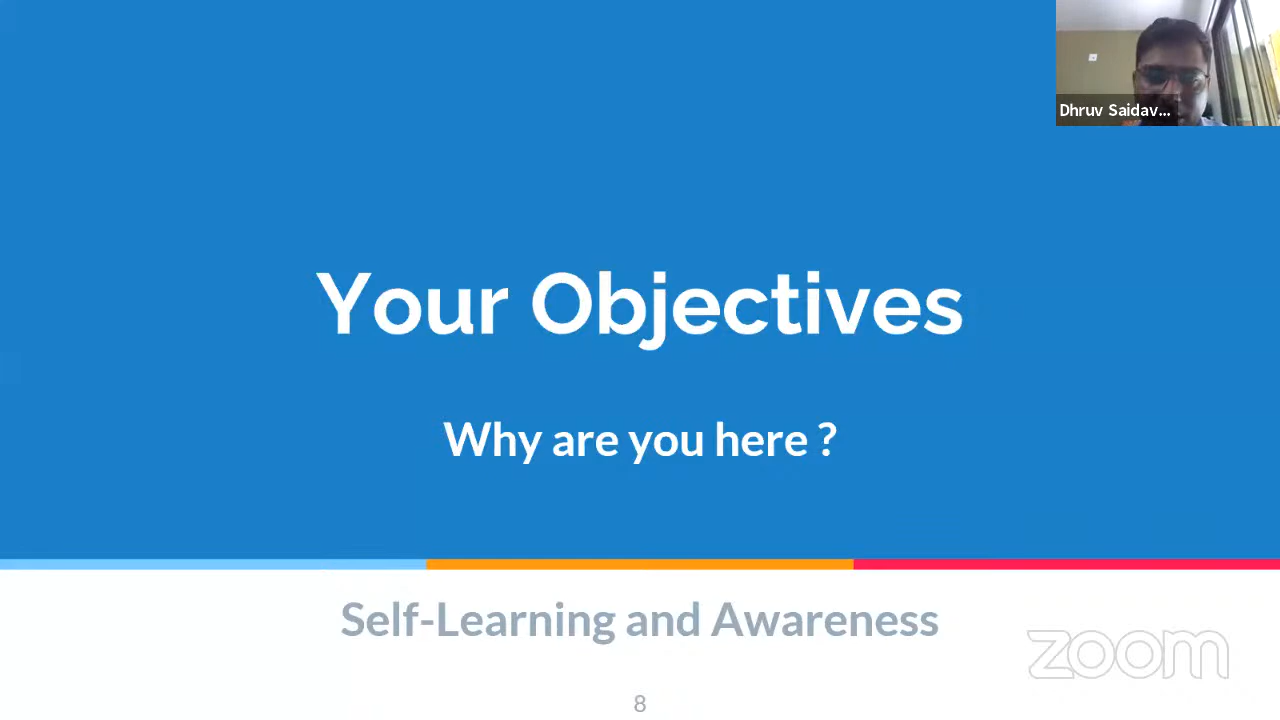 Dhruv Saidav...
Your Objectives
Why are you here ?
Self-Learning and Awareness
zoom
8